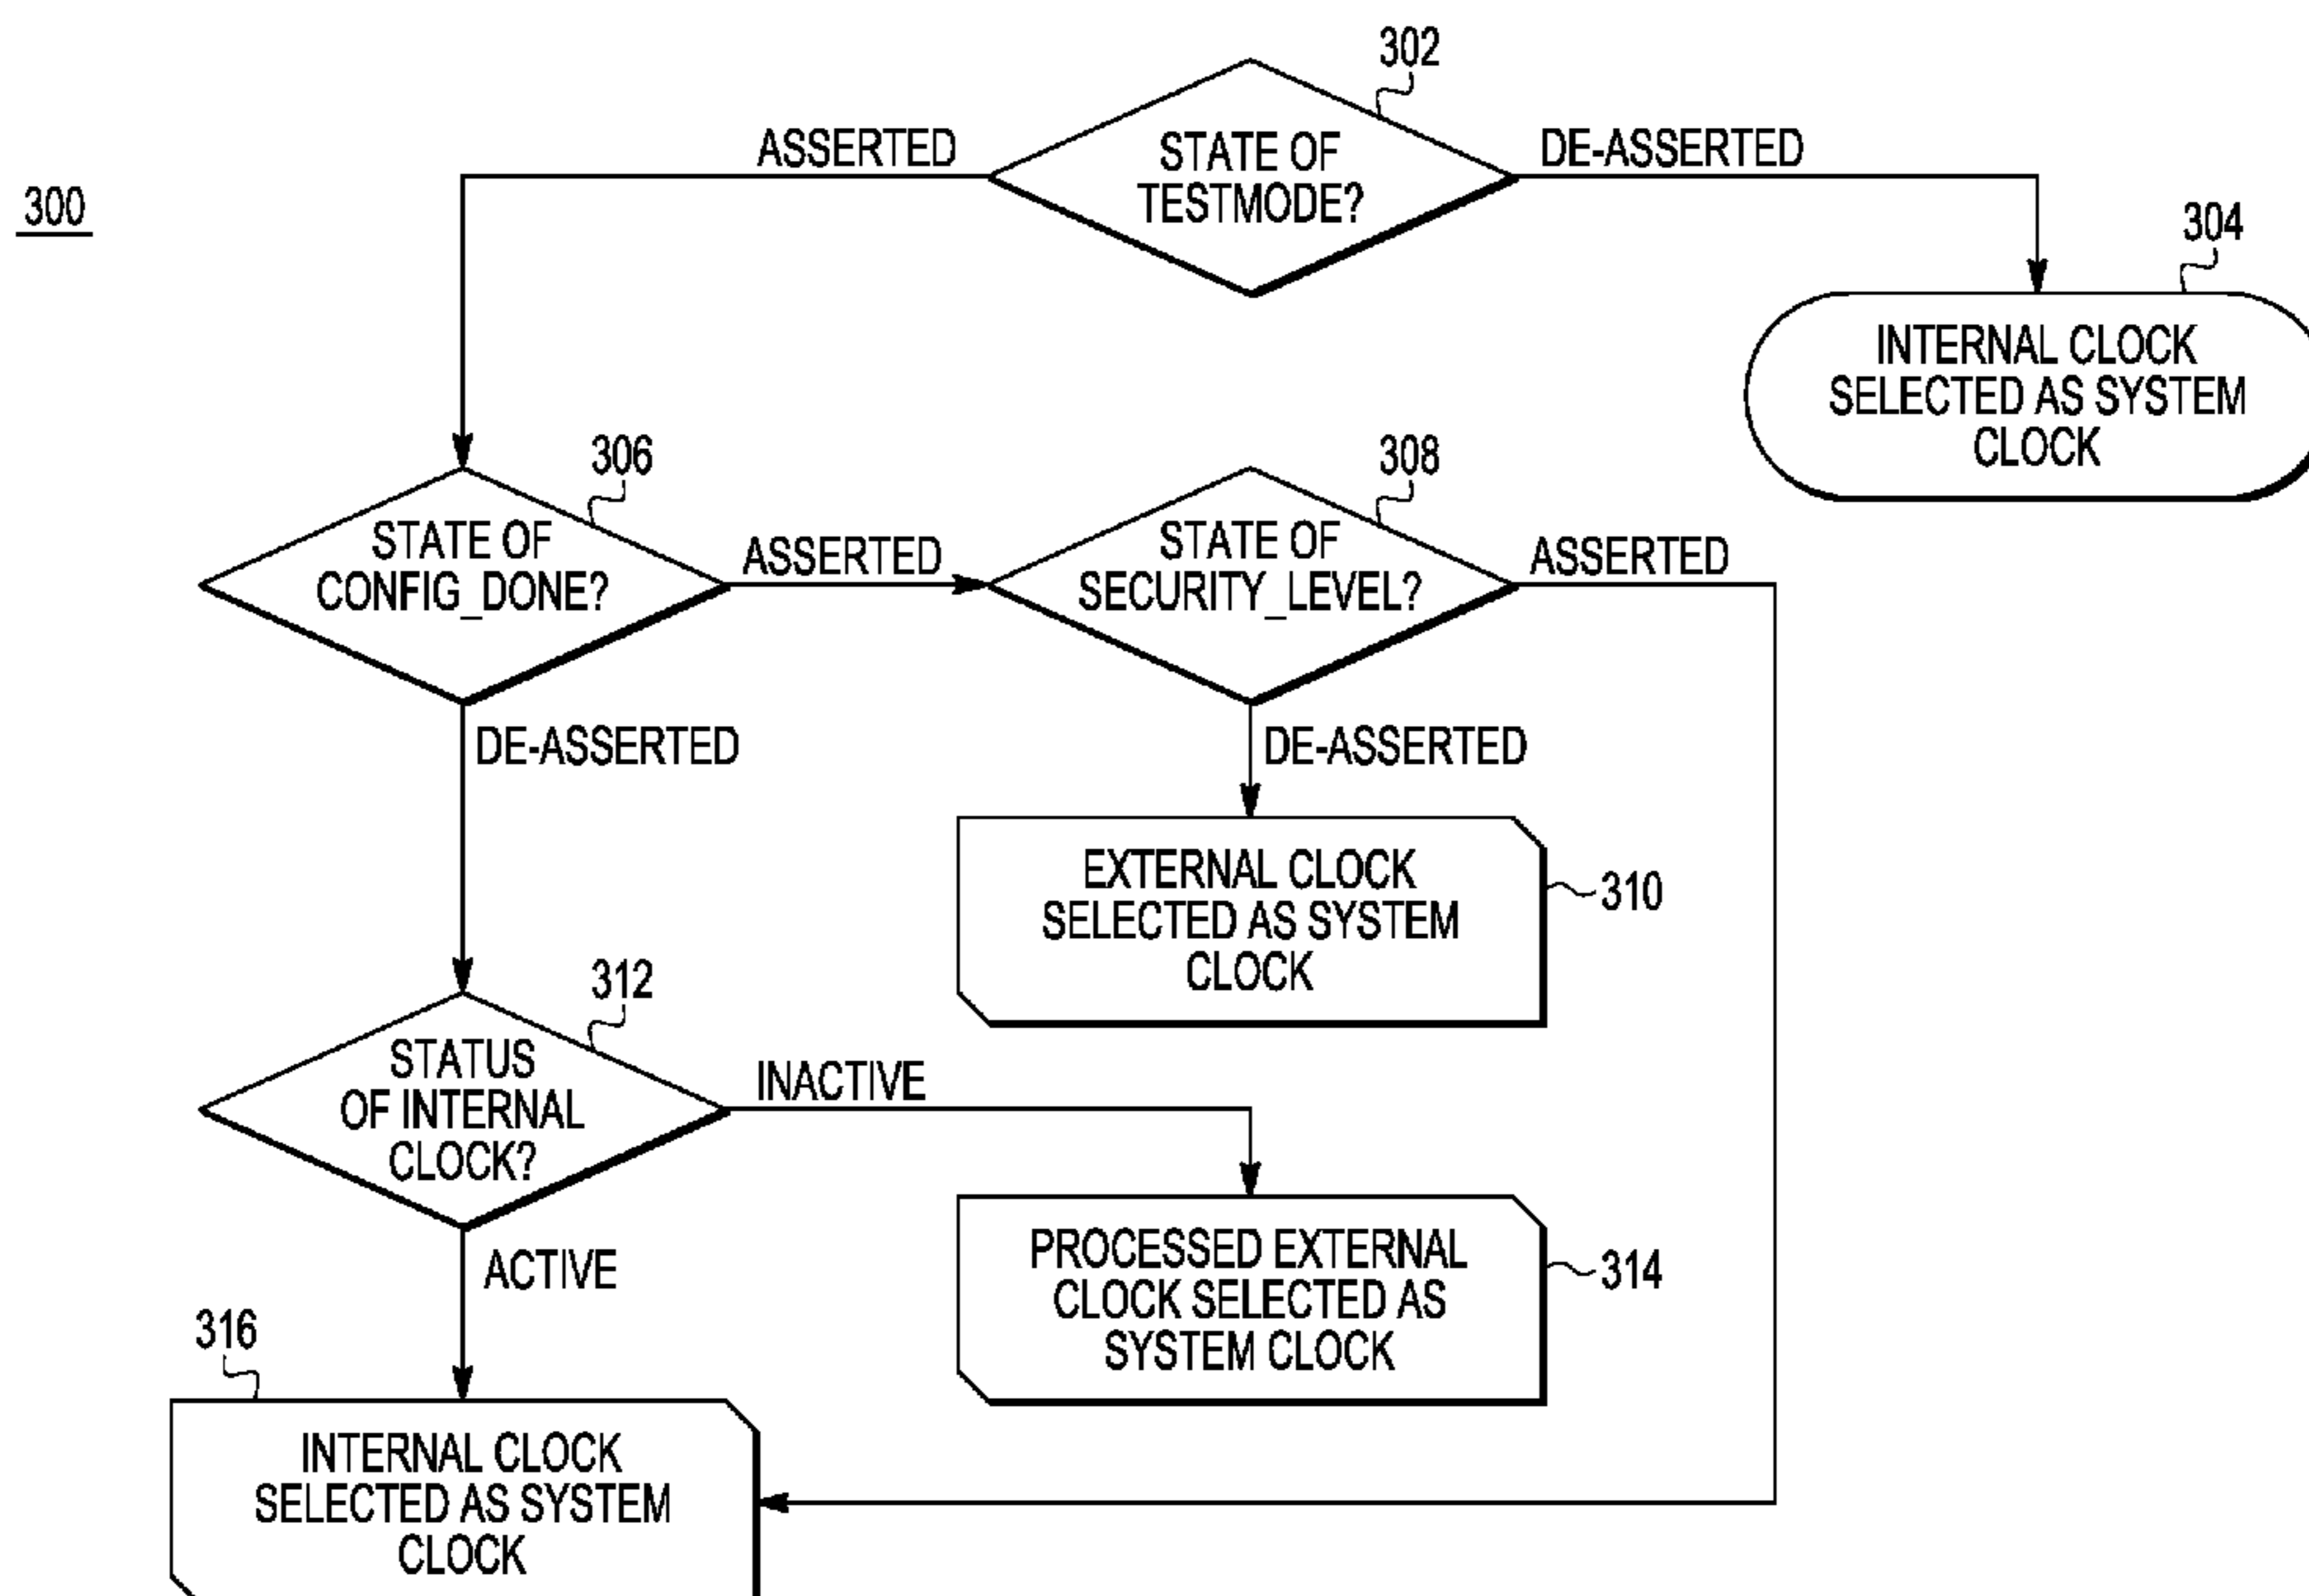 302
ASSERTED
STATE OF
TESTMODE?
DE-ASSERTED
300
304
INTERNAL CLOCK
SELECTED AS SYSTEM
CLOCK
306
STATE OF
CONFIG_DONE?
ASSERTED
308
STATE OF
SECURITY_LEVEL?
ASSERTED
DE-ASSERTED
DE-ASSERTED
EXTERNAL CLOCK
SELECTED AS SYSTEM
CLOCK
310
312
STATUS
OF INTERNAL
CLOCK?
INACTIVE
ACTIVE
PROCESSED EXTERNAL
CLOCK SELECTED AS
SYSTEM CLOCK
314
316
INTERNAL CLOCK
SELECTED AS SYSTEM
CLOCK